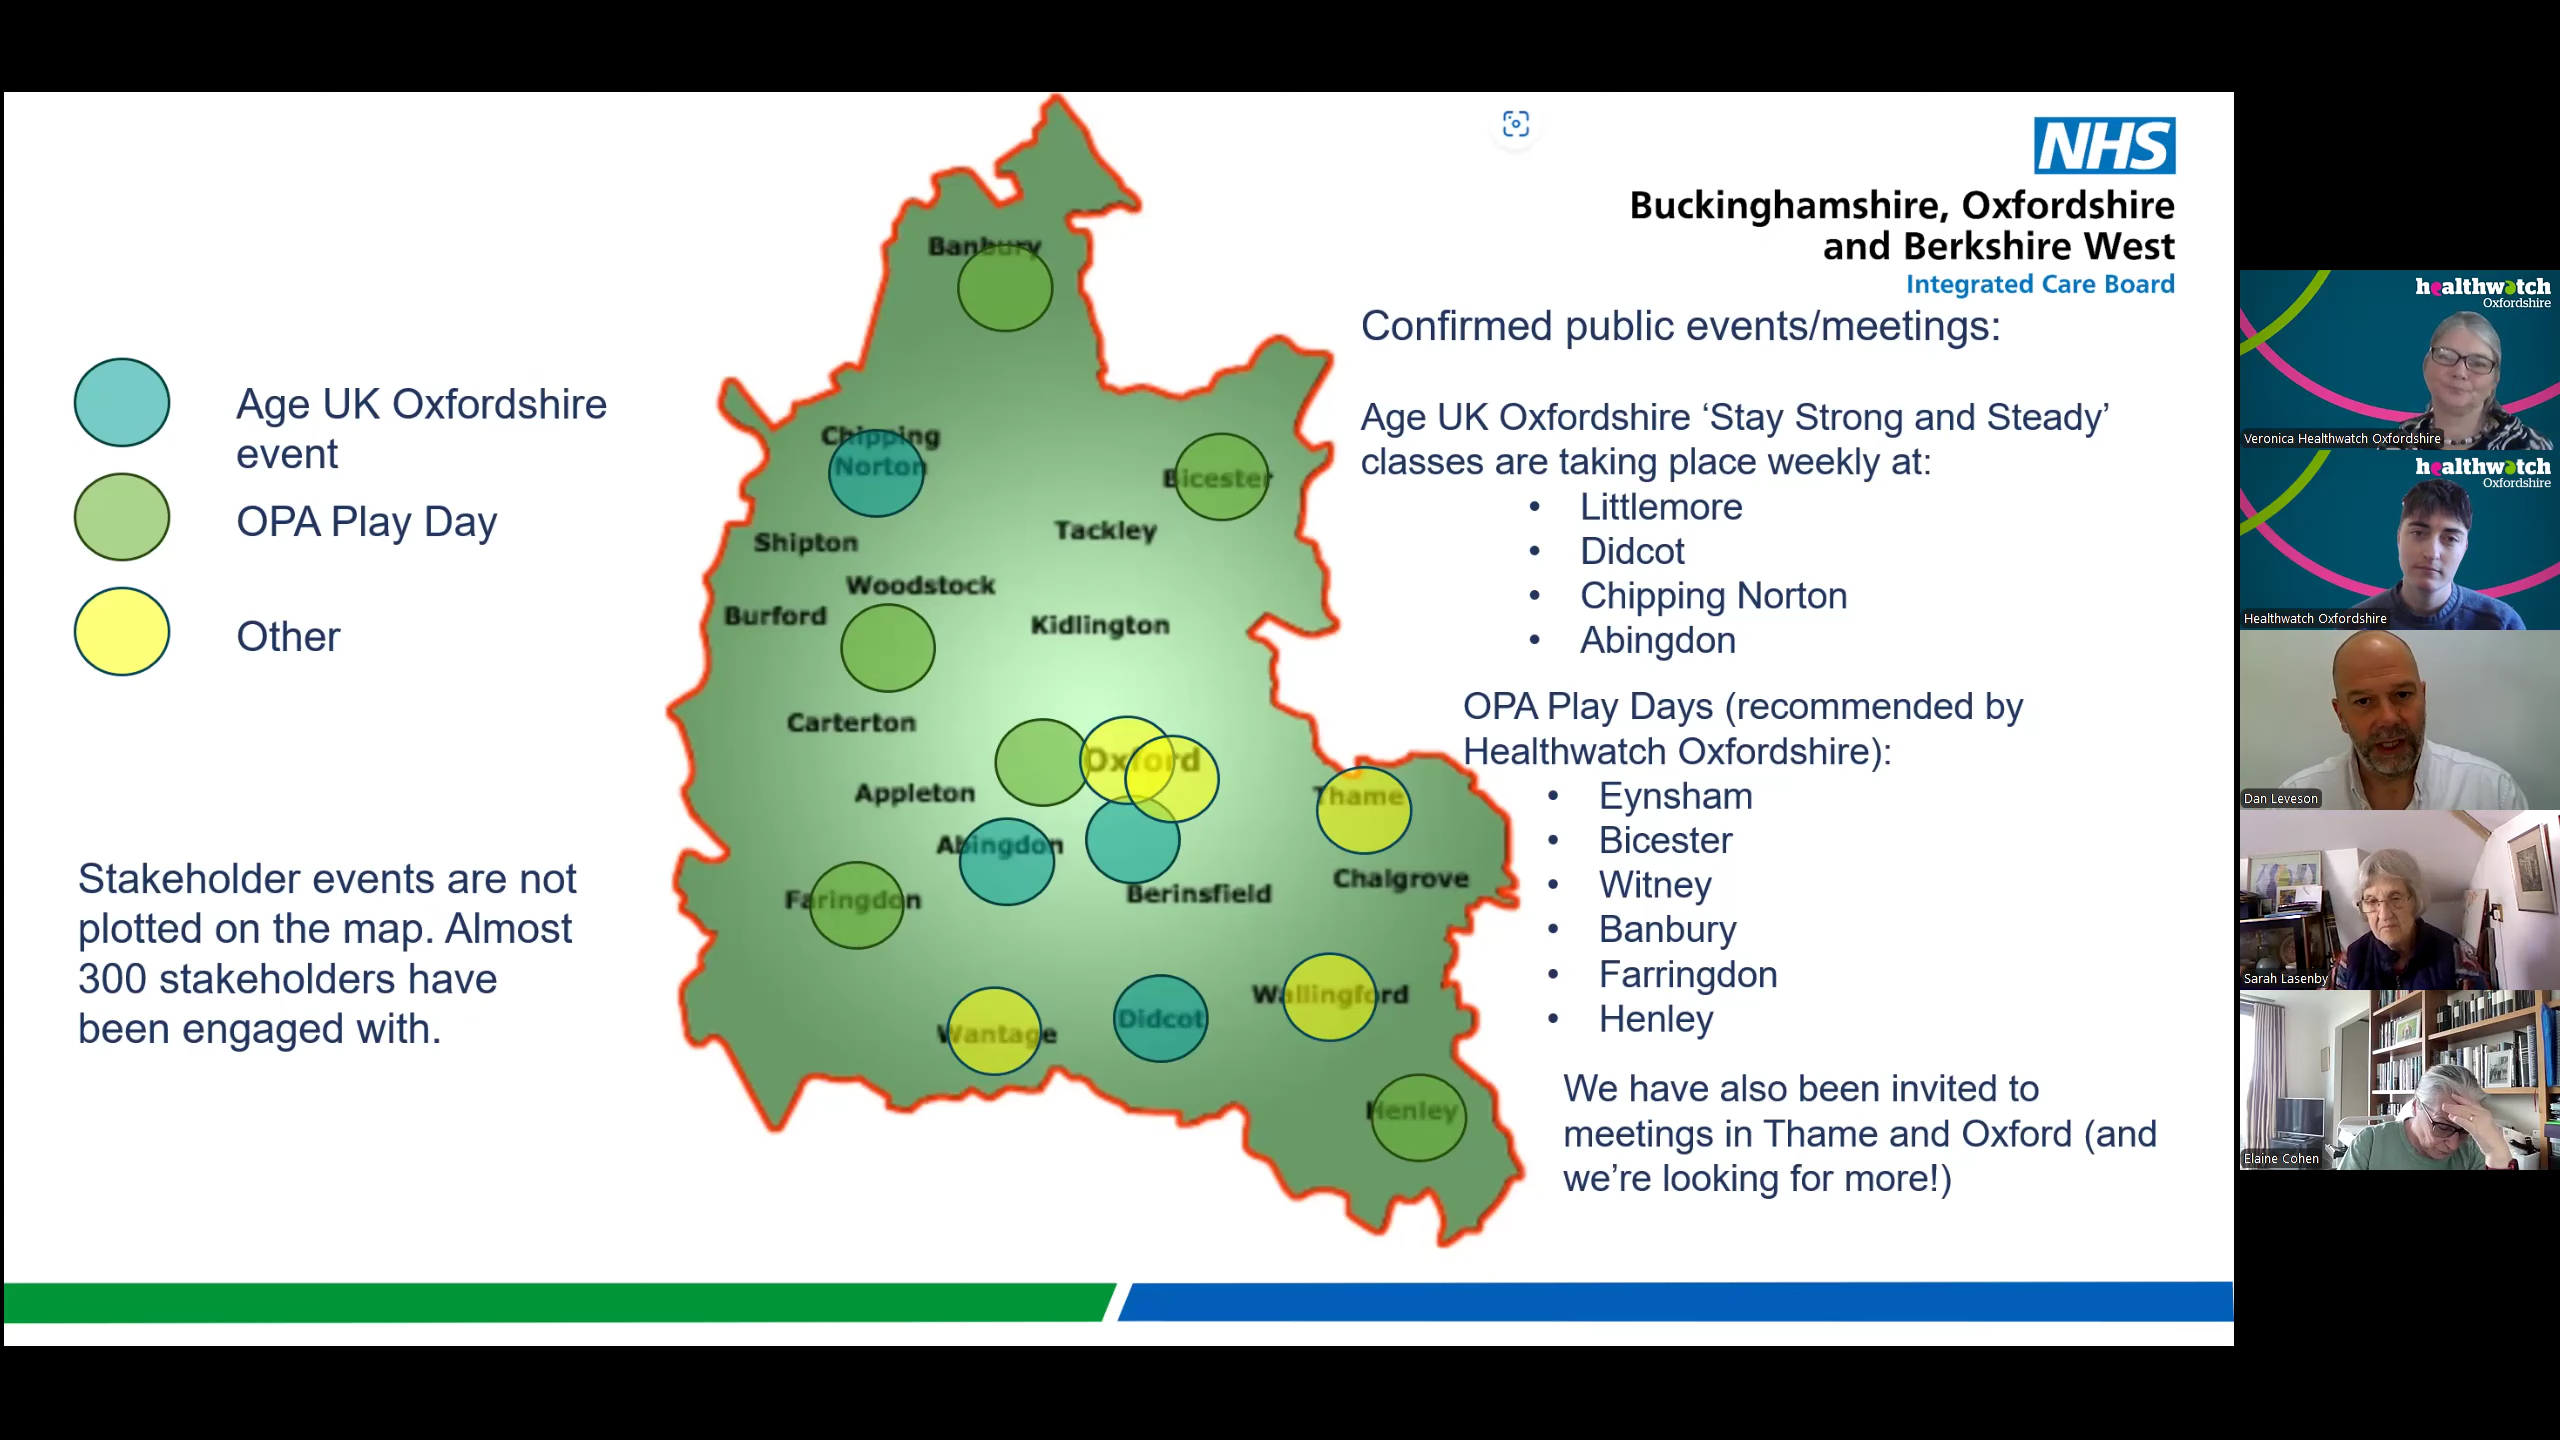 NHS
Buckinghamshire, Oxfordshire
and Berkshire West
Integrated Care Board
Age UK Oxfordshire
event
OPA Play Day
Other
Stakeholder events are not
plotted on the map. Almost
300 stakeholders have
been engaged with.
Banbury
Chipping
Norton
Bicester
Tackley
Shipton
Woodstock
Burford
Kidlington
Carterton
Oxford
Appleton
Thame
Abingdon
Chalgrove
Berinsfield
Faringdon
Wallingford
Didcot
Wantage
Henley
Confirmed public events/meetings:
Age UK Oxfordshire ‘Stay Strong and Steady’
classes are taking place weekly at:
• Littlemore
• Didcot
• Chipping Norton
• Abingdon
OPA Play Days (recommended by
Healthwatch Oxfordshire):
• Eynsham
• Bicester
• Witney
• Banbury
• Farringdon
• Henley
We have also been invited to
meetings in Thame and Oxford (and
we’re looking for more!)
healthwatch
Oxfordshire
Veronica Healthwatch Oxfordshire
healthwatch
Oxfordshire
Healthwatch Oxfordshire
Dan Leveson
Sarah Lasenby
Elaine Cohen